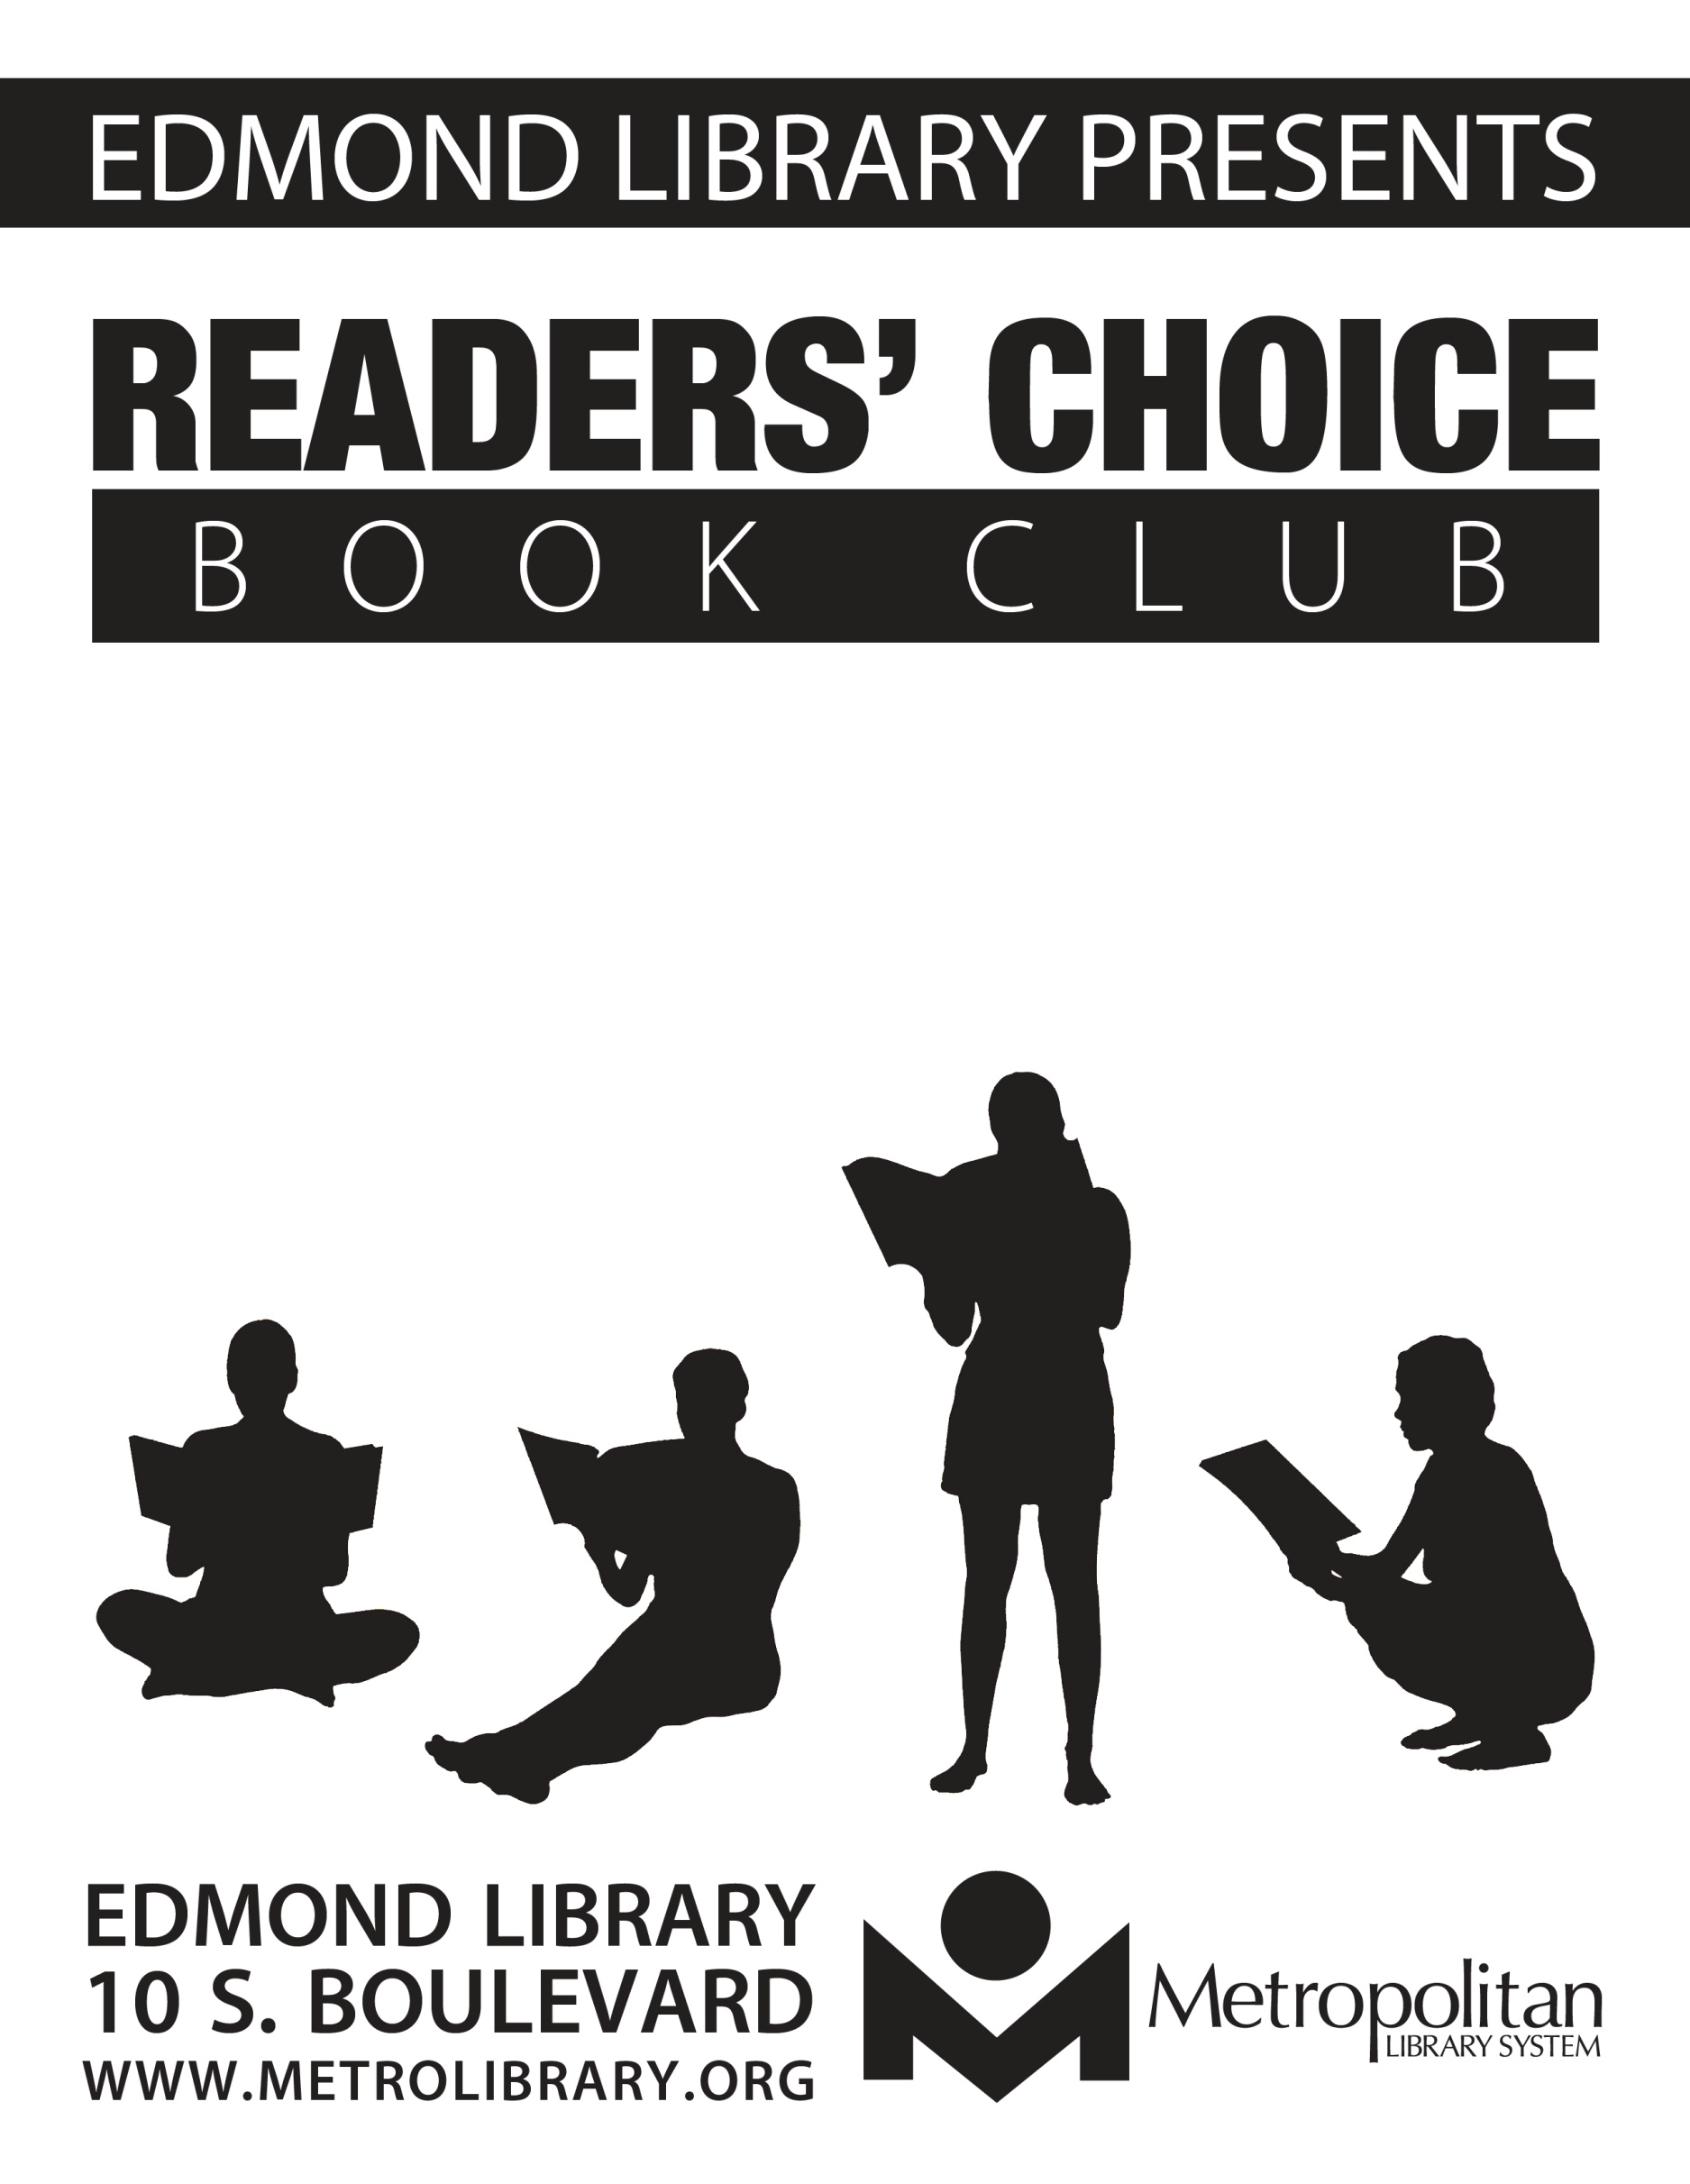 EDMOND LIBRARY PRESENTS
READERS’ CHOICE
BOOK CLUB
EDMOND LIBRARY
10 S. BOULEVARD
WWW.METROLIBRARY.ORG
Metropolitan
LIBRARY SYSTEM